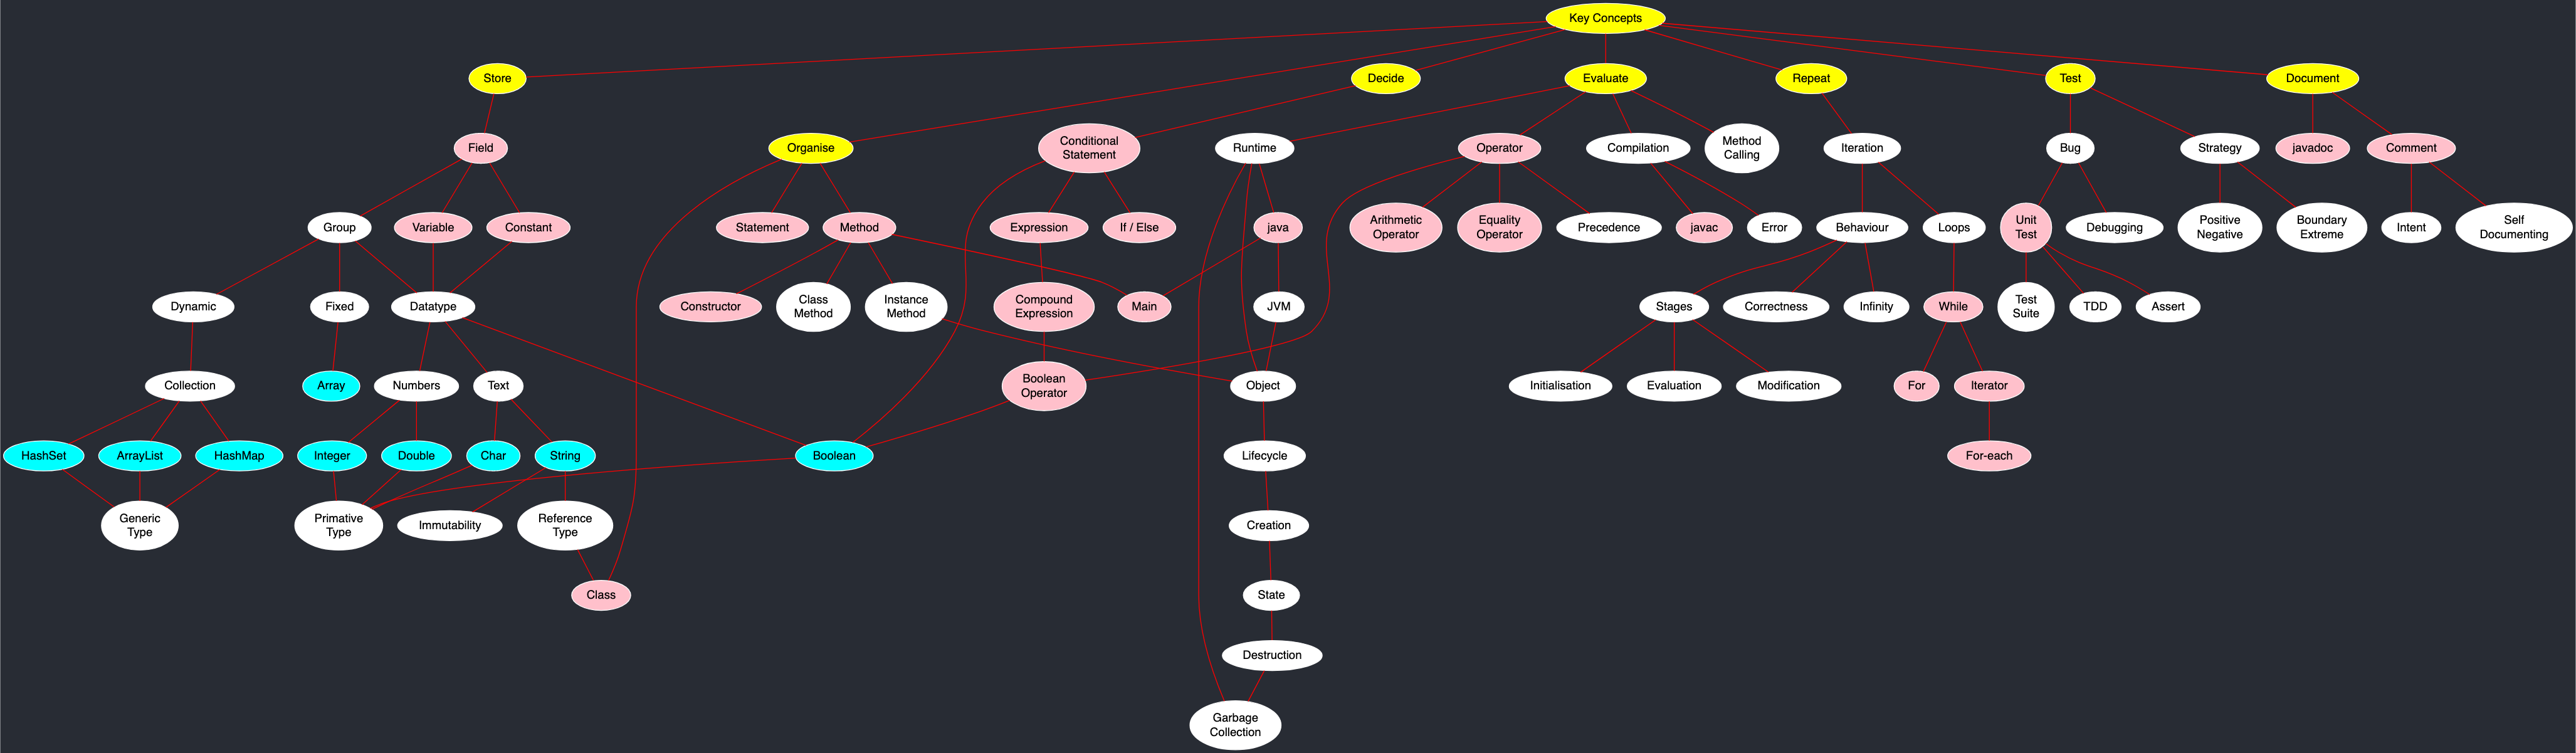 Key Concepts
Store
Decide
Evaluate
Repeat
Test
Document
Field
Organise
Conditional
Statement
Runtime
Operator
Compilation
Method
Calling
Iteration
Bug
Strategy
javadoc
Comment
Group
Variable
Constant
Statement
Method
Expression
If / Else
java
Arithmetic
Operator
Equality
Operator
Precedence
javac
Error
Behaviour
Loops
Unit
Test
Debugging
Positive
Negative
Boundary
Extreme
Intent
Self
Documenting
Dynamic
Fixed
Datatype
Constructor
Class
Method
Instance
Method
Compound
Expression
Main
JVM
Stages
Correctness
Infinity
While
Test
Suite
TDD
Assert
Collection
Array
Numbers
Text
Boolean
Operator
Object
Initialisation
Evaluation
Modification
For
Iterator
HashSet
ArrayList
HashMap
Integer
Double
Char
String
Boolean
Lifecycle
For-each
Generic
Type
Primative
Type
Immutability
Reference
Type
Creation
Class
State
Destruction
Garbage
Collection